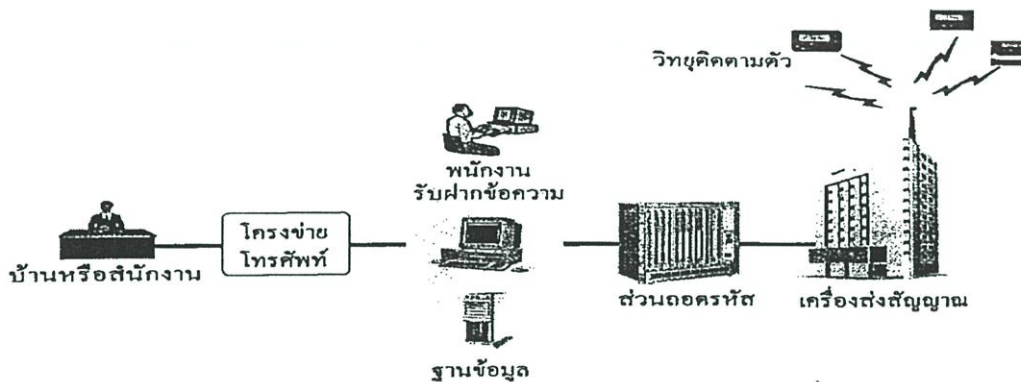 วิทยุติดตามตัว
พนักงาน
รับฝากข้อความ
โครงข่าย
โทรศัพท์
บ้านหรือสำนักงาน
ส่วนถอดรหัส
เครื่องส่งสัญญาณ
ฐานข้อมูล